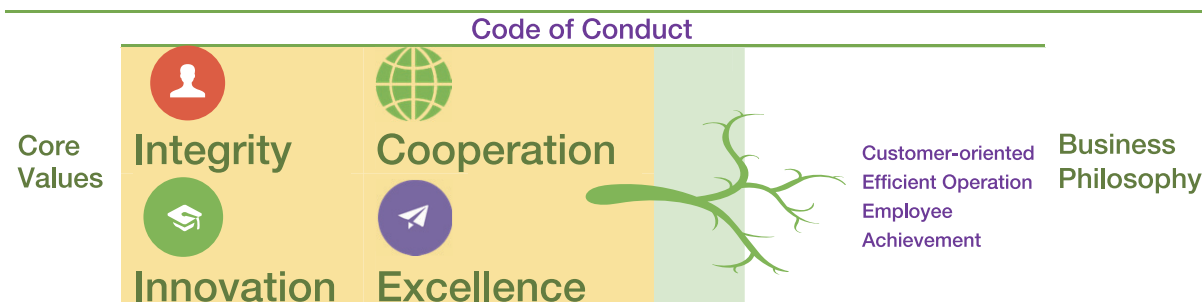 Code of Conduct
Core
Values
Integrity
Cooperation
Innovation
Excellence
Customer-oriented
Efficient Operation
Employee
Achievement
Business
Philosophy